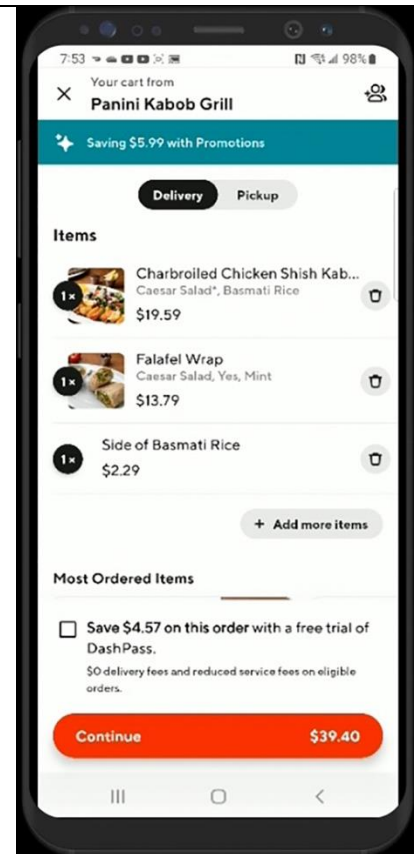 7:53
98%
Your cart from
Panini Kabob Grill
Saving $5.99 with Promotions
Delivery Pickup
Items
Charbroiled Chicken Shish Kab...
1× Caesar Salad*, Basmati Rice
$19.59
Falafel Wrap
1× Caesar Salad, Yes, Mint
$13.79
Side of Basmati Rice
1×
$2.29
+ Add more items
Most Ordered Items
Save $4.57 on this order with a free trial of
DashPass.
$0 delivery fees and reduced service fees on eligible
orders.
Continue $39.40